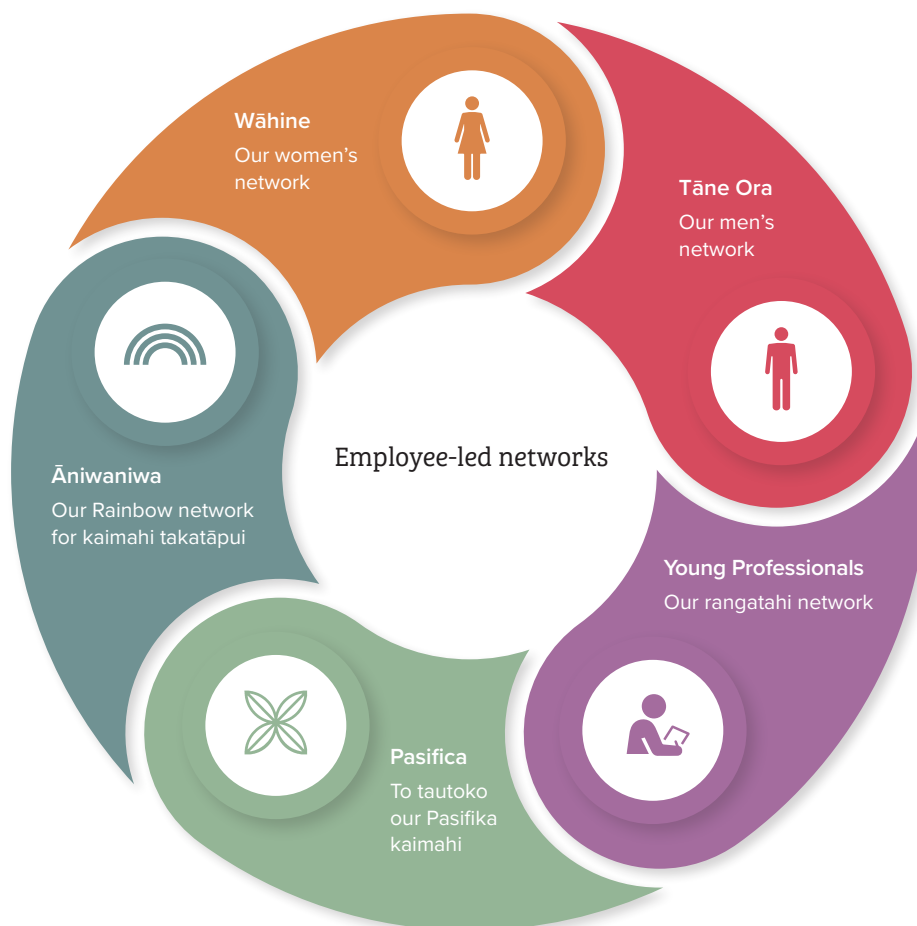 Wāhine
Our women's
network
Tāne Ora
Our men's
network
Employee-led networks
Āniwaniwa
Our Rainbow network
for kaimahi takatāpui
Young Professionals
Our rangatahi network
Pasifica
To tautoko
our Pasifika
kaimahi